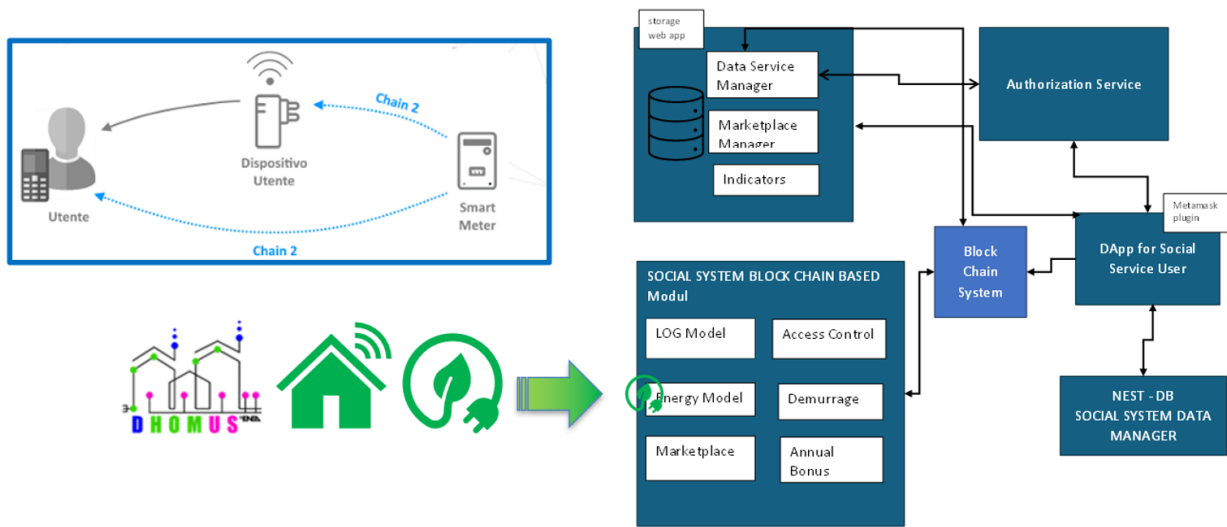 Chain 2
Dispositivo
Utente
Utente
Smart
Meter
Chain 2
DHOMUS
storage
web app
Data Service
Manager
Marketplace
Manager
Indicators
Authorization Service
Metamask
plugin
DApp for Social
Service User
Block
Chain
System
SOCIAL SYSTEM BLOCK CHAIN BASED
Modul
LOG Model
Access Control
Energy Model
Demurrage
Marketplace
Annual
Bonus
NEST - DB
SOCIAL SYSTEM DATA
MANAGER